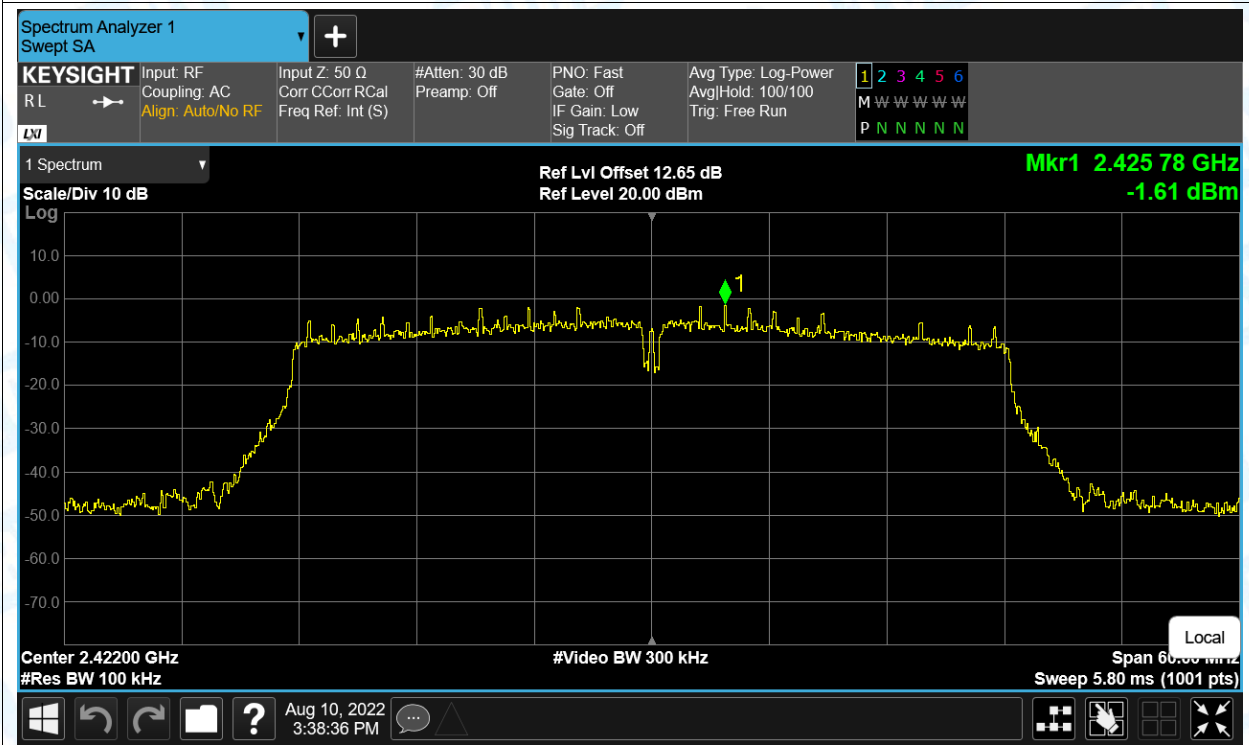 Spectrum Analyzer 1
Swept SA
KEYSIGHT
R L
LXI
Input: RF
Coupling: AC
Align: Auto/No RF
Input Z: 50 Ω
Corr CCorr RCal
Freq Ref: Int (S)
#Atten: 30 dB
Preamp: Off
PNO: Fast
Gate: Off
IF Gain: Low
Sig Track: Off
Avg Type: Log-Power
Avg|Hold: 100/100
Trig: Free Run
1 2 3 4 5 6
M W W W W W
P N N N N N
1 Spectrum
Scale/Div 10 dB
Log
Ref Lvl Offset 12.65 dB
Ref Level 20.00 dBm
Mkr1 2.425 78 GHz
-1.61 dBm
1
10.0
0.00
-10.0
-20.0
-30.0
-40.0
-50.0
-60.0
-70.0
Local
Center 2.42200 GHz
#Video BW 300 kHz
Span 60.00 MHz
#Res BW 100 kHz
Sweep 5.80 ms (1001 pts)
?
Aug 10, 2022
3:38:36 PM